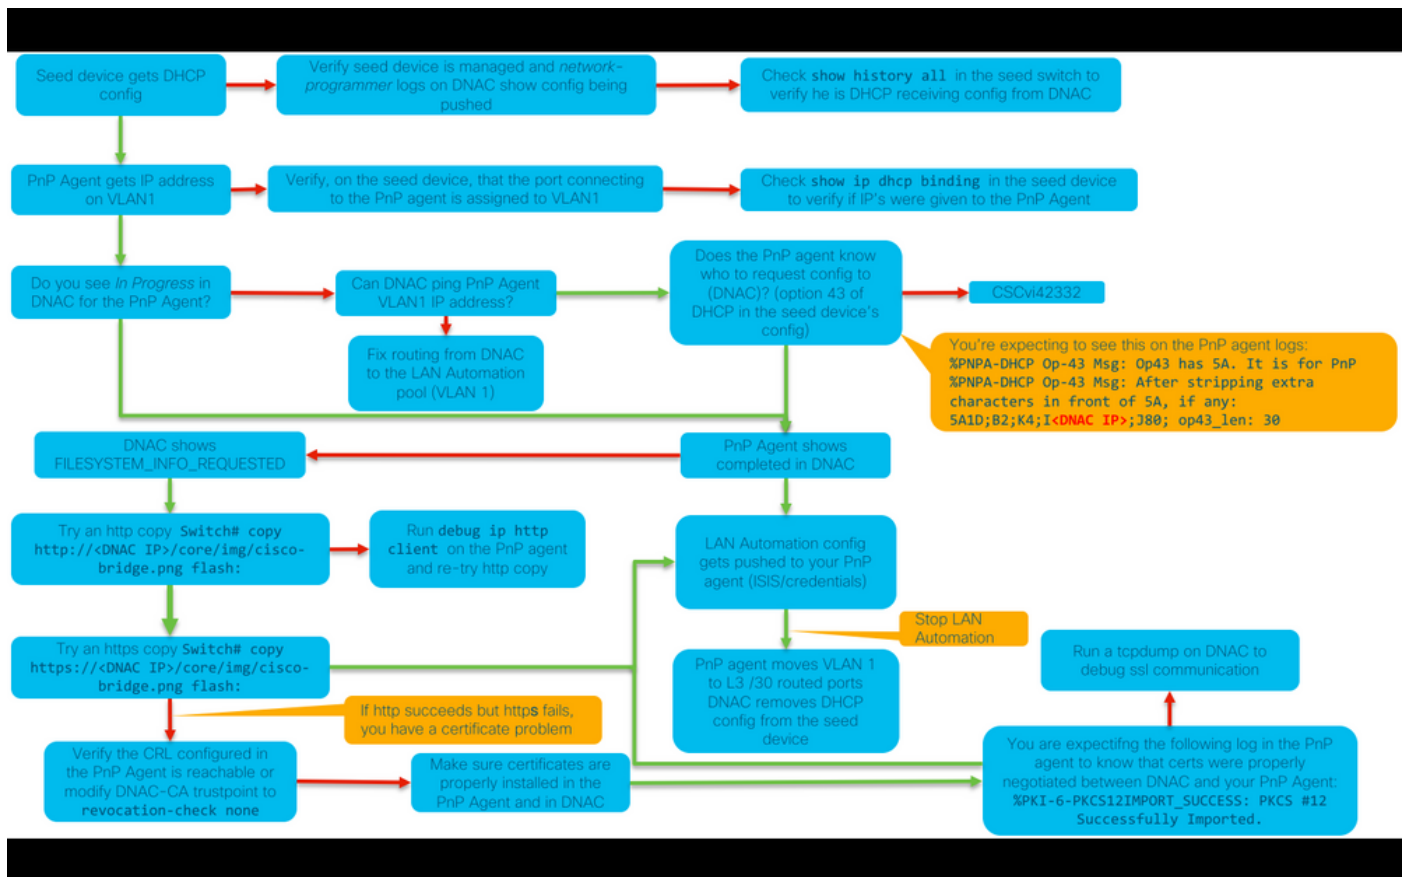 Seed device gets DHCP
config
Verify seed device is managed and network-
programmer logs on DNAC show config being
pushed
Check show history all in the seed switch to
verify he is DHCP receiving config from DNAC
PnP Agent gets IP address
on VLAN1
Verify, on the seed device, that the port connecting
to the PnP agent is assigned to VLAN1
Check show ip dhcp binding in the seed device
to verify if IP's were given to the PnP Agent
Do you see In Progress in
DNAC for the PnP Agent?
Can DNAC ping PnP Agent
VLAN1 IP address?
Does the PnP agent know
who to request config to
(DNAC)? (option 43 of
DHCP in the seed device's
config)
CSCvi42332
Fix routing from DNAC
to the LAN Automation
pool (VLAN 1)
You're expecting to see this on the PnP agent logs:
%PNPA-DHCP Op-43 Msg: Op43 has 5A. It is for PnP
%PNPA-DHCP Op-43 Msg: After stripping extra
characters in front of 5A, if any:
5A1D;B2;K4;I<DNAC IP>;J80; op43_len: 30
DNAC shows
FILESYSTEM_INFO_REQUESTED
PnP Agent shows
completed in DNAC
Try an http copy Switch# copy
http://<DNAC IP>/core/img/cisco-
bridge.png flash:
Run debug ip http
client on the PnP agent
and re-try http copy
LAN Automation config
gets pushed to your PnP
agent (ISIS/credentials)
Stop LAN
Automation
Try an https copy Switch# copy
https://<DNAC IP>/core/img/cisco-
bridge.png flash:
PnP agent moves VLAN 1
to L3 /30 routed ports
DNAC removes DHCP
config from the seed
device
Run a tcpdump on DNAC to
debug ssl communication
If http succeeds but https fails,
you have a certificate problem
Verify the CRL configured in
the PnP Agent is reachable or
modify DNAC-CA trustpoint to
revocation-check none
Make sure certificates are
properly installed in the
PnP Agent and in DNAC
You are expectifng the following log in the PnP
agent to know that certs were properly
negotiated between DNAC and your PnP Agent:
%PKI-6-PKCS12IMPORT_SUCCESS: PKCS #12
Successfully Imported.